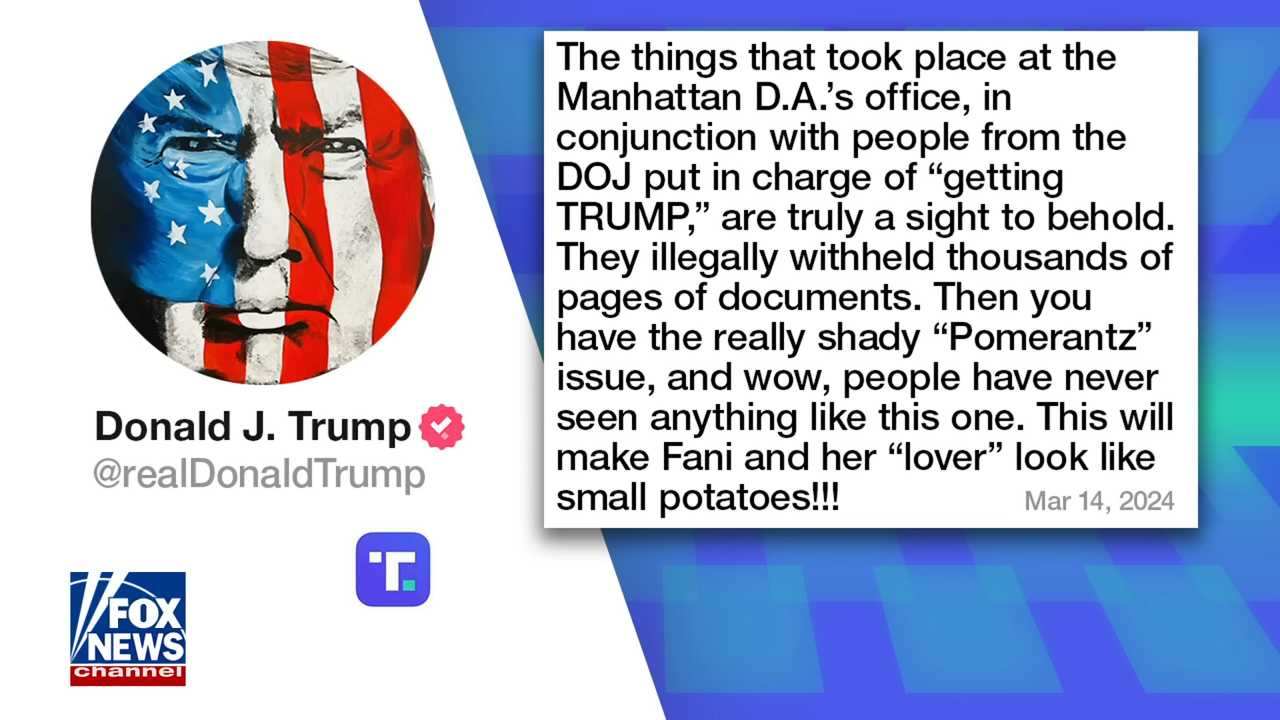 The things that took place at the
Manhattan D.A.’s office, in
conjunction with people from the
DOJ put in charge of “getting
TRUMP,” are truly a sight to behold.
They illegally withheld thousands of
pages of documents. Then you
have the really shady “Pomerantz”
issue, and wow, people have never
seen anything like this one. This will
make Fani and her “lover” look like
small potatoes!!!
Mar 14, 2024
Donald J. Trump
@realDonaldTrump
T.
FOX
NEWS
channel